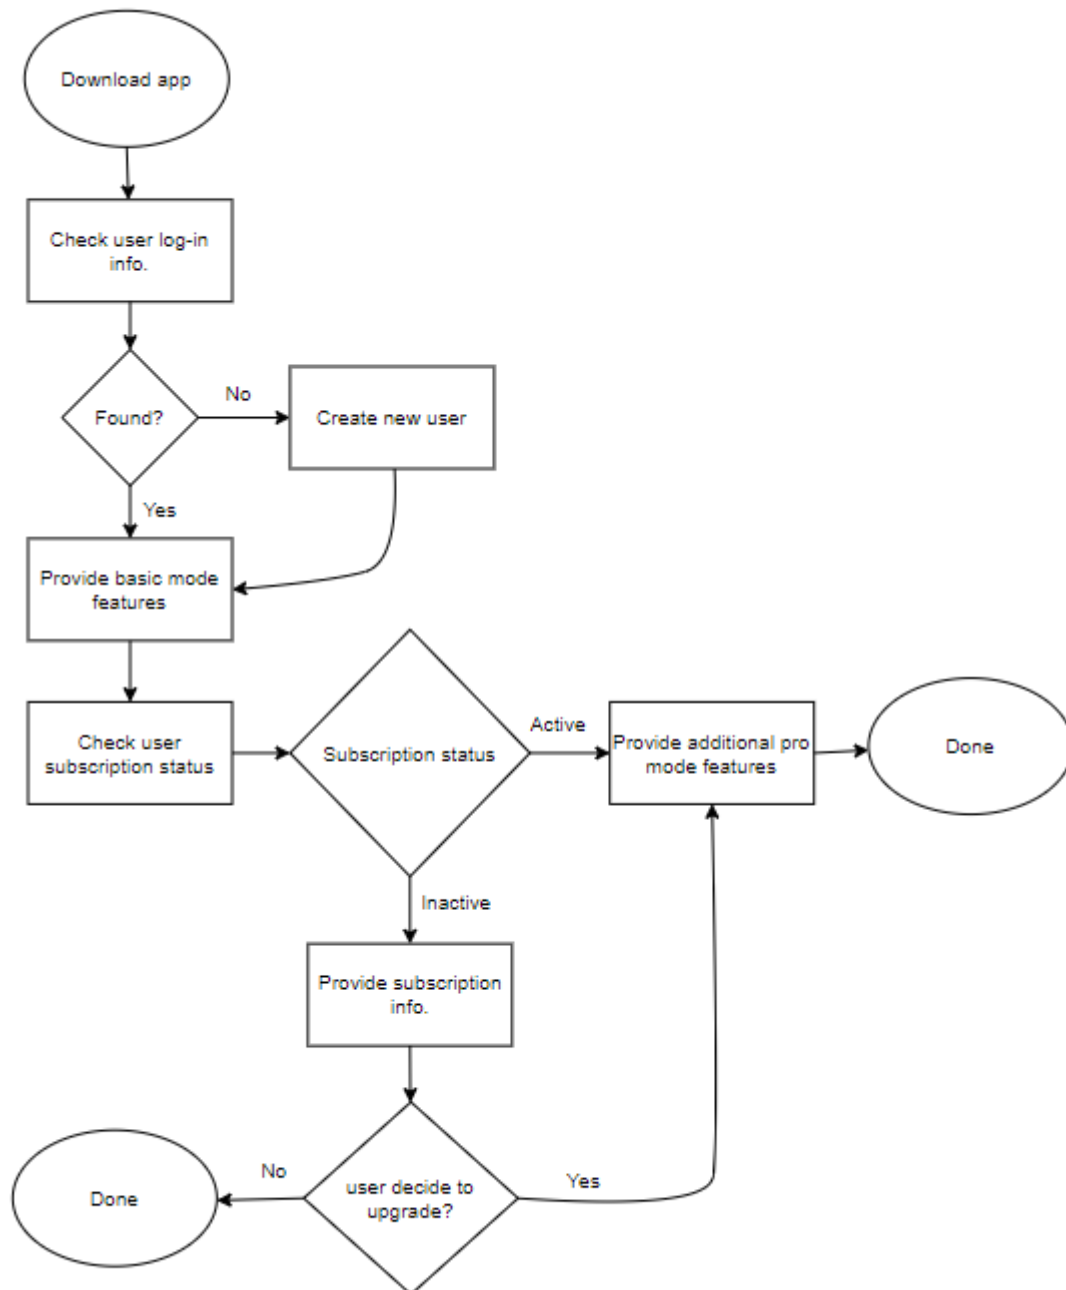 Download app
Check user log-in
info.
Found?
No
Create new user
Yes
Provide basic mode
features
Check user
subscription status
Subscription status
Active
Provide additional pro
mode features
Done
Inactive
Provide subscription
info.
user decide to
upgrade?
No
Done
Yes